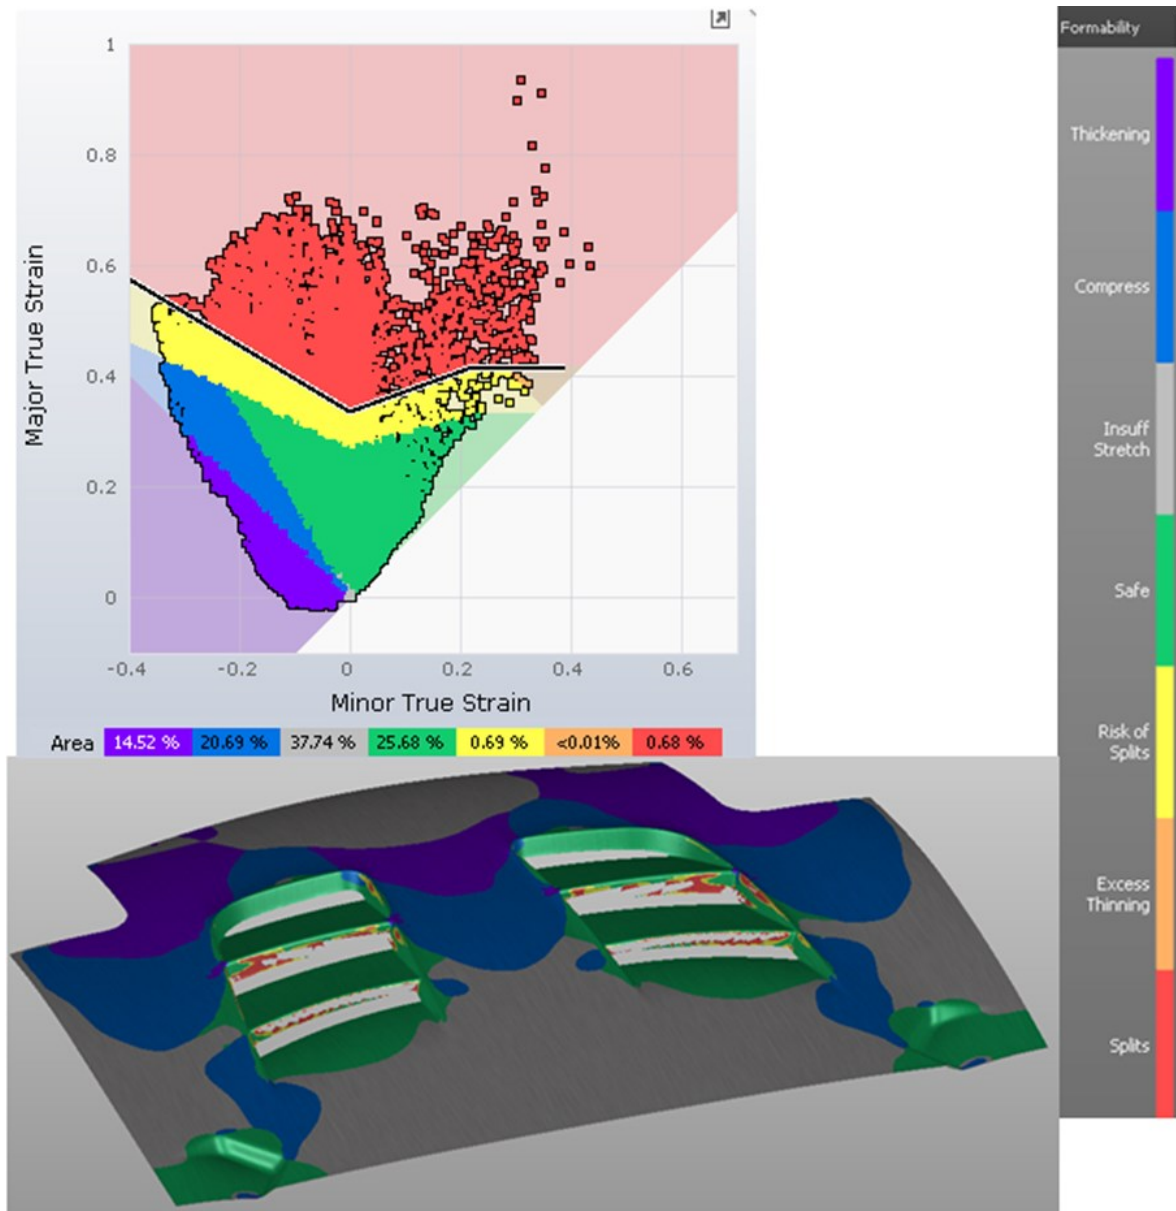 1
0.8
0.6
0.4
0.2
0
-0.4 -0.2 0 0.2 0.4 0.6
Major True Strain
Minor True Strain
Area 14.52 % 20.69 % 37.74 % 25.68 % 0.69 % <0.01% 0.68 %
Formability
Thickening
Compress
Insuff
Stretch
Safe
Risk of
Splits
Excess
Thinning
Splits